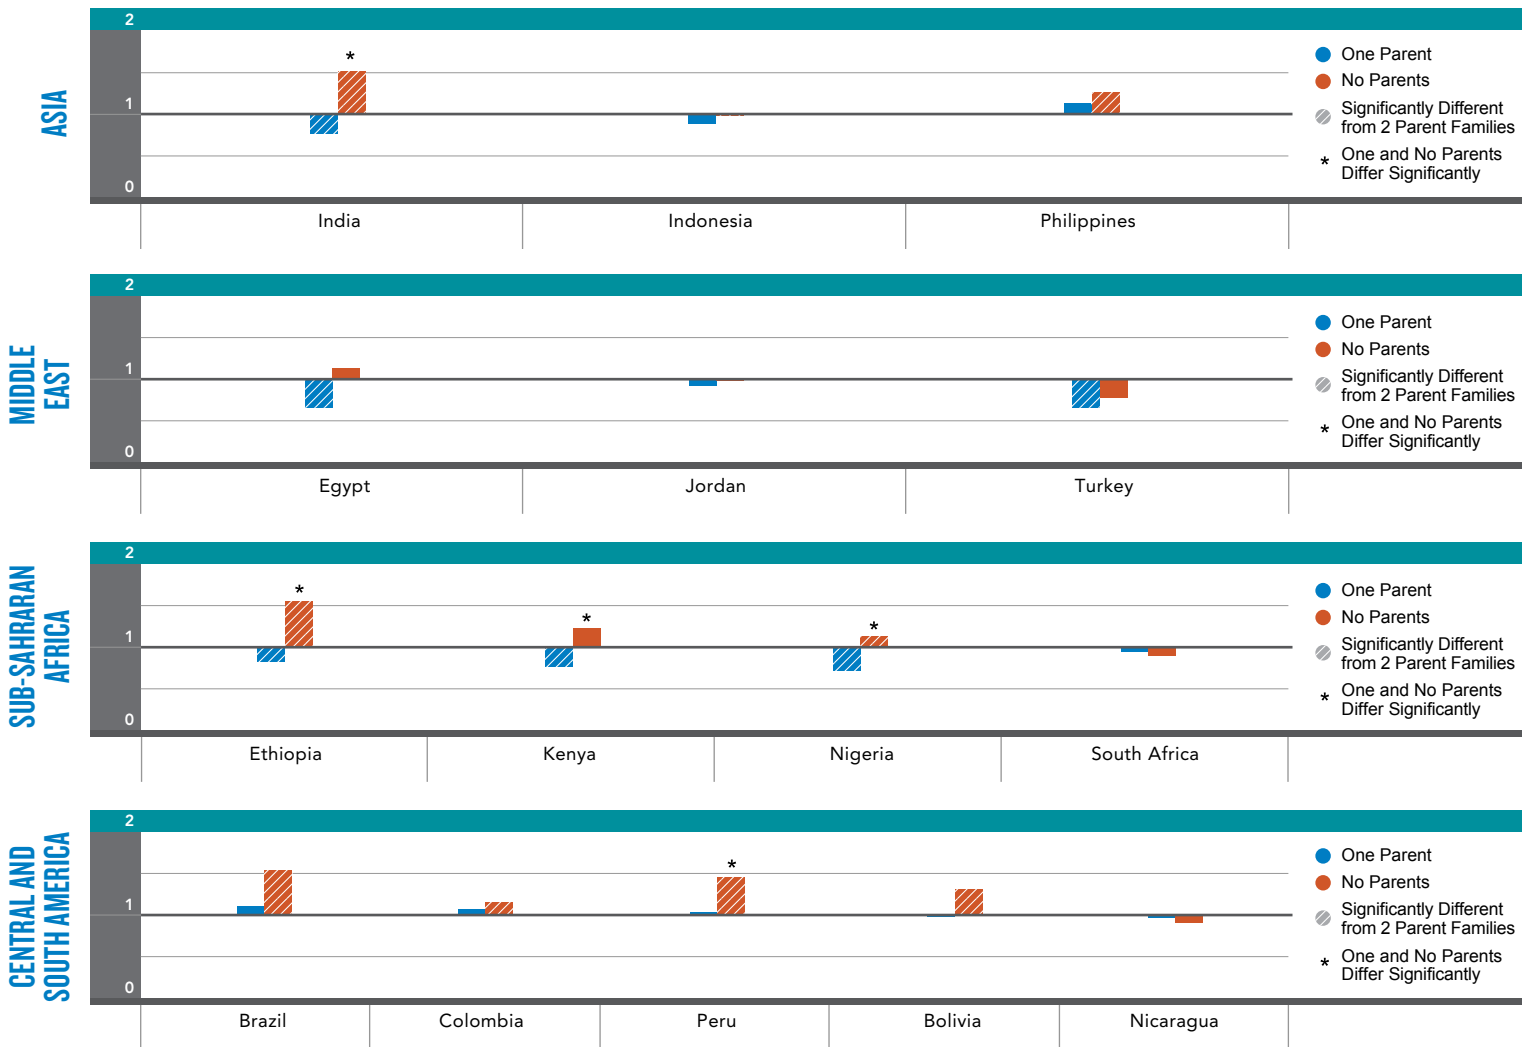 ASIA
2
1
0
*
One Parent
No Parents
Significantly Different
from 2 Parent Families
* One and No Parents
Differ Significantly
India
Indonesia
Philippines
MIDDLE
EAST
2
1
0
One Parent
No Parents
Significantly Different
from 2 Parent Families
* One and No Parents
Differ Significantly
Egypt
Jordan
Turkey
SUB-SAHRARAN
AFRICA
2
1
0
*
*
*
One Parent
No Parents
Significantly Different
from 2 Parent Families
* One and No Parents
Differ Significantly
Ethiopia
Kenya
Nigeria
South Africa
CENTRAL AND
SOUTH AMERICA
2
1
0
*
One Parent
No Parents
Significantly Different
from 2 Parent Families
* One and No Parents
Differ Significantly
Brazil
Colombia
Peru
Bolivia
Nicaragua